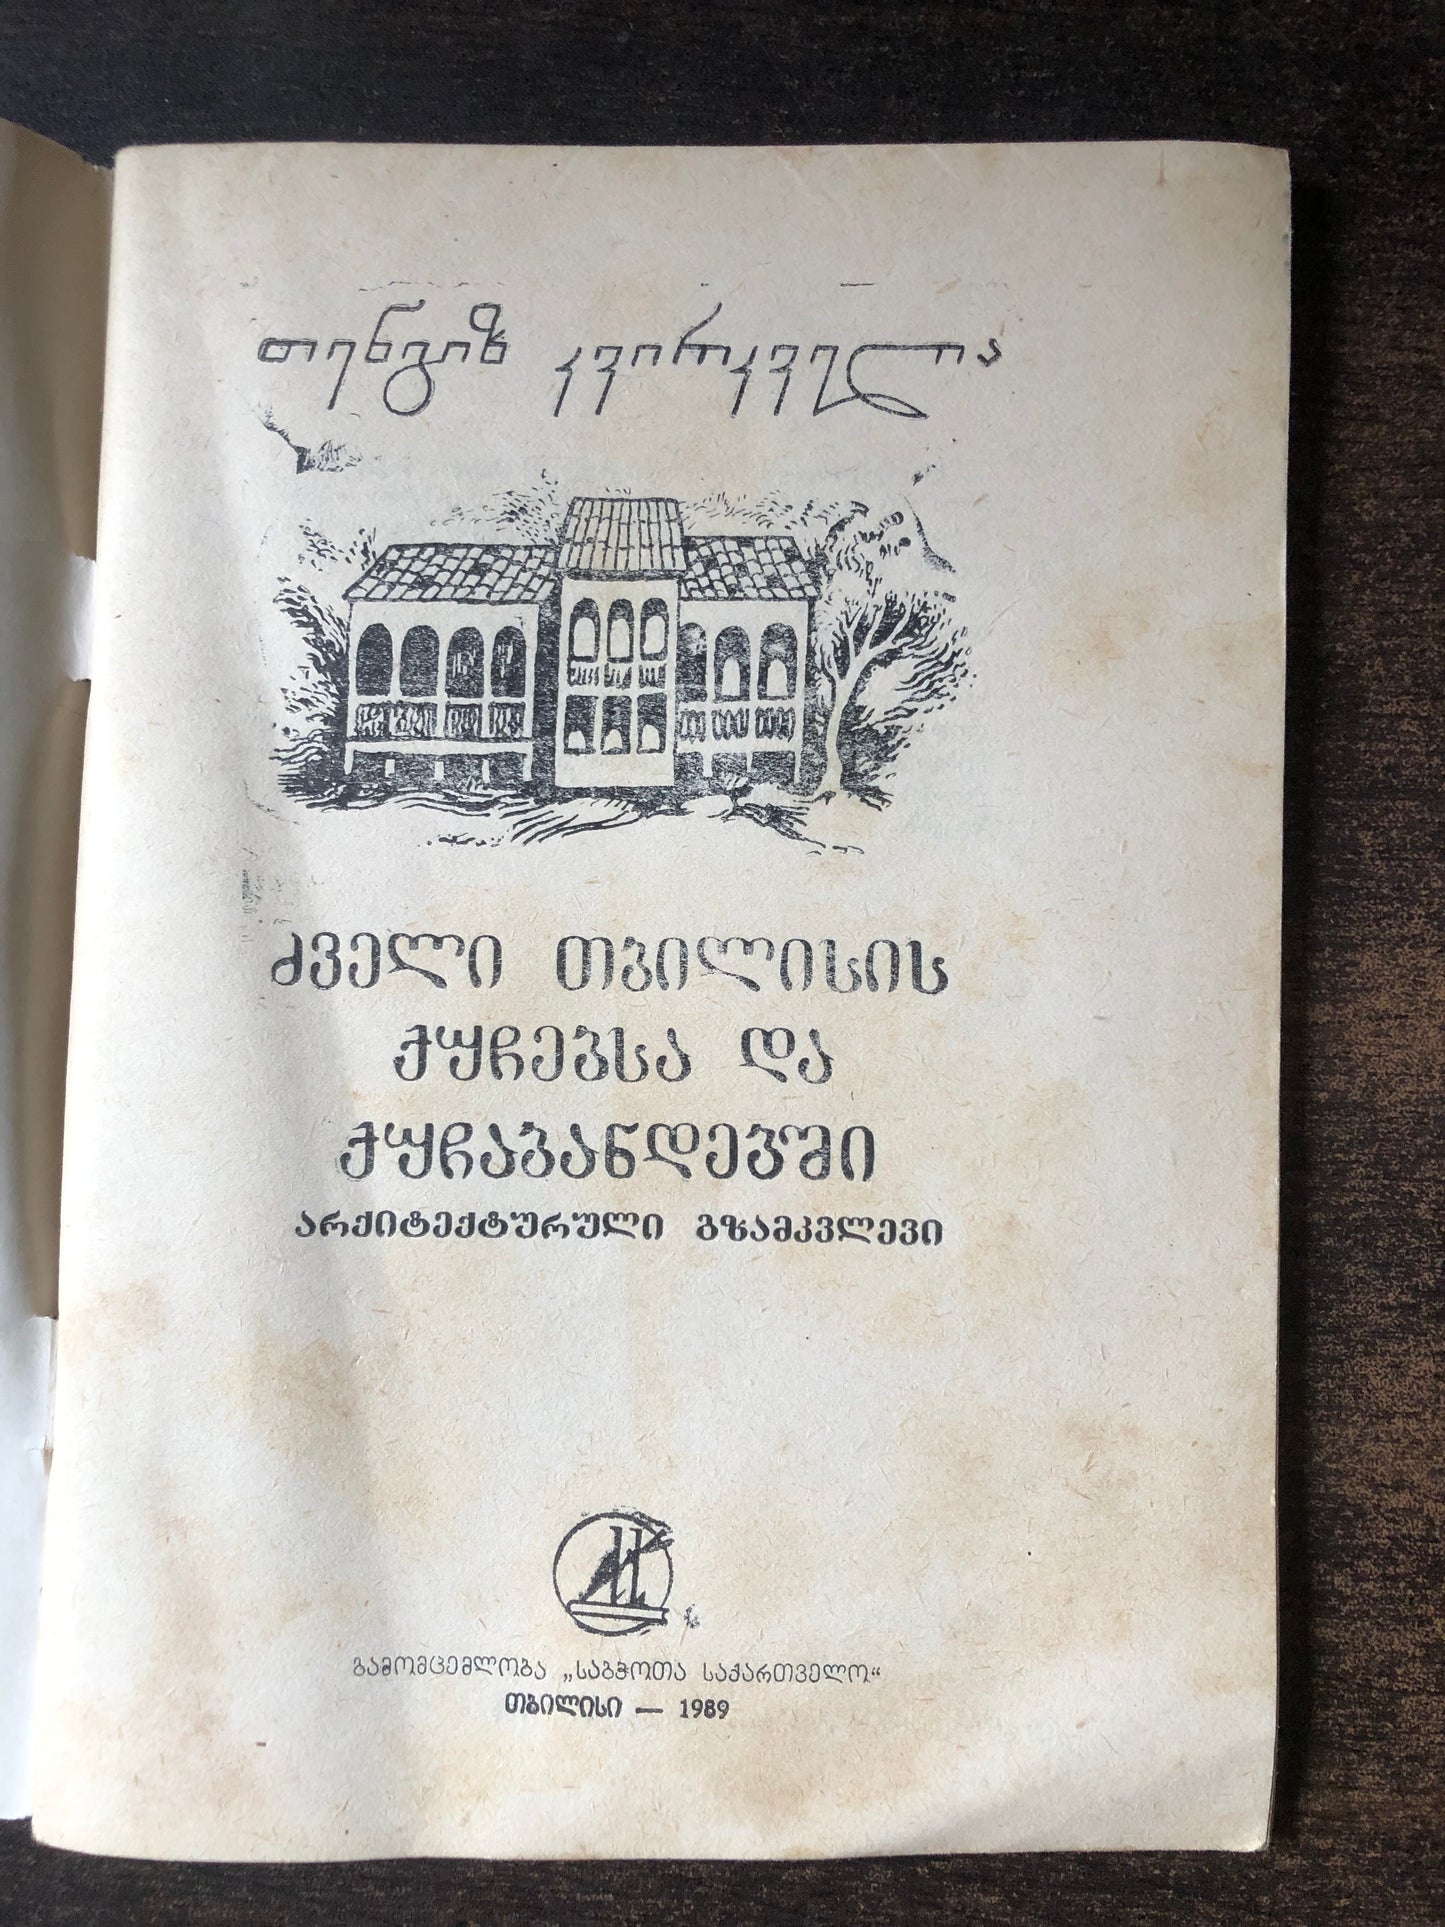 თენგიზ კვირკველია
ძველი თბილისის
ქუჩებსა და
ქუჩაბანდებში
არქიტექტურული გზამკვლევი
გამომცემლობა „საბჭოთა საქართველო“
თბილისი — 1989